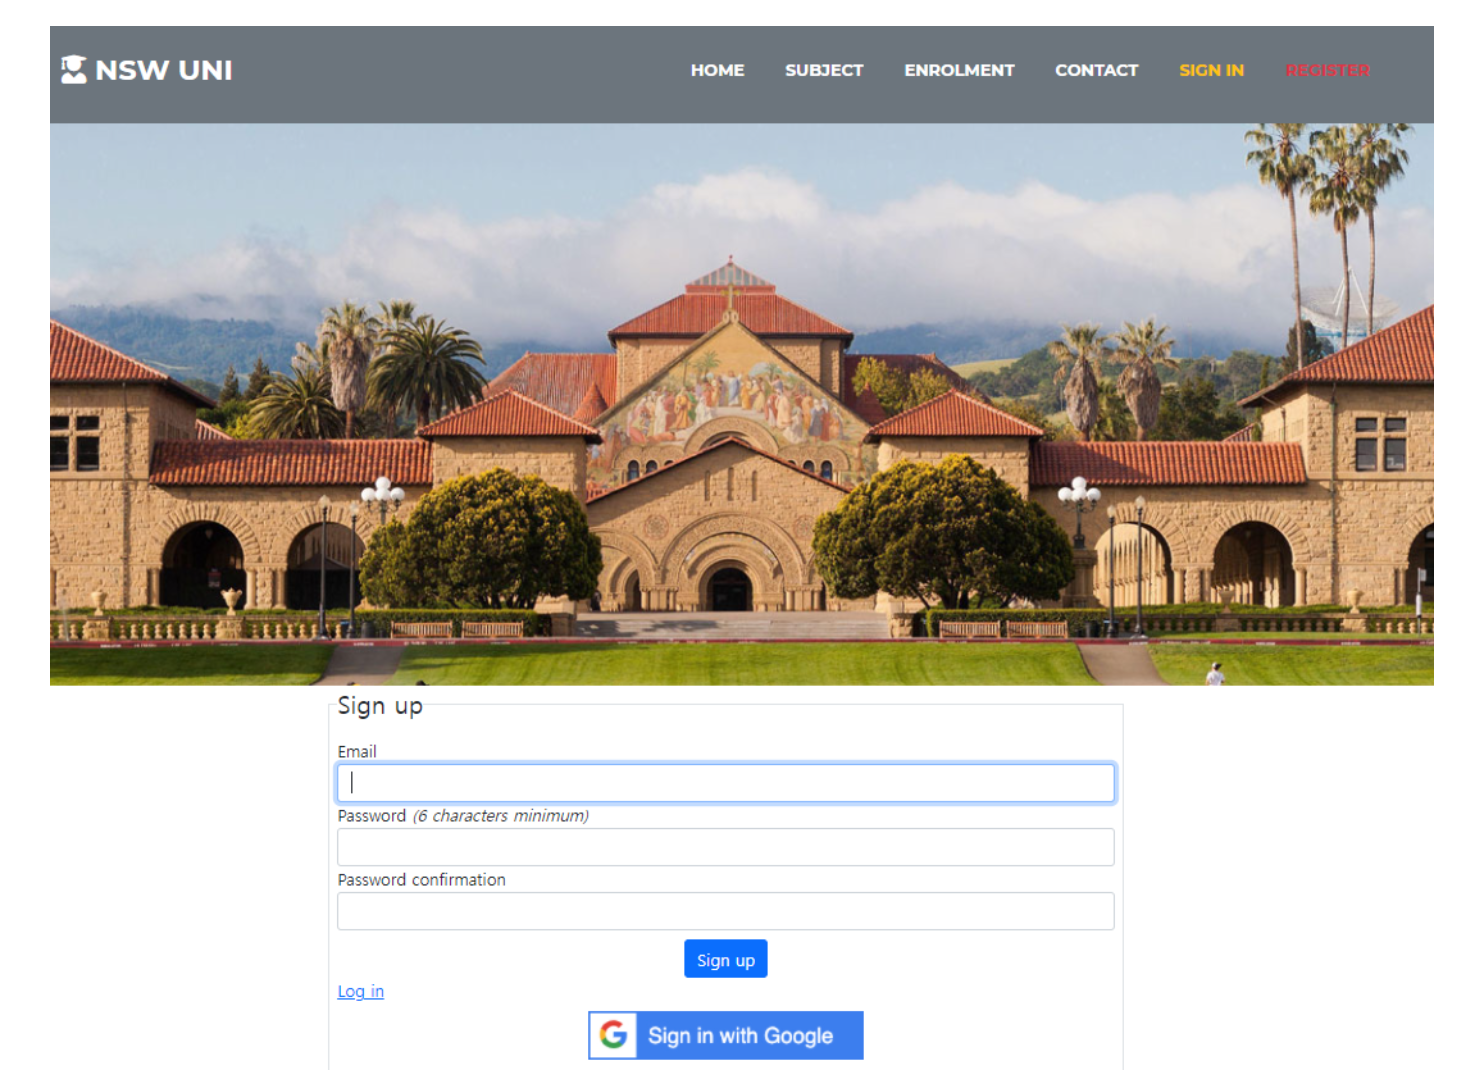 NSW UNI
HOME SUBJECT ENROLMENT CONTACT SIGN IN REGISTER
Sign up
Email
Password (6 characters minimum)
Password confirmation
Sign up
Log in
Sign in with Google